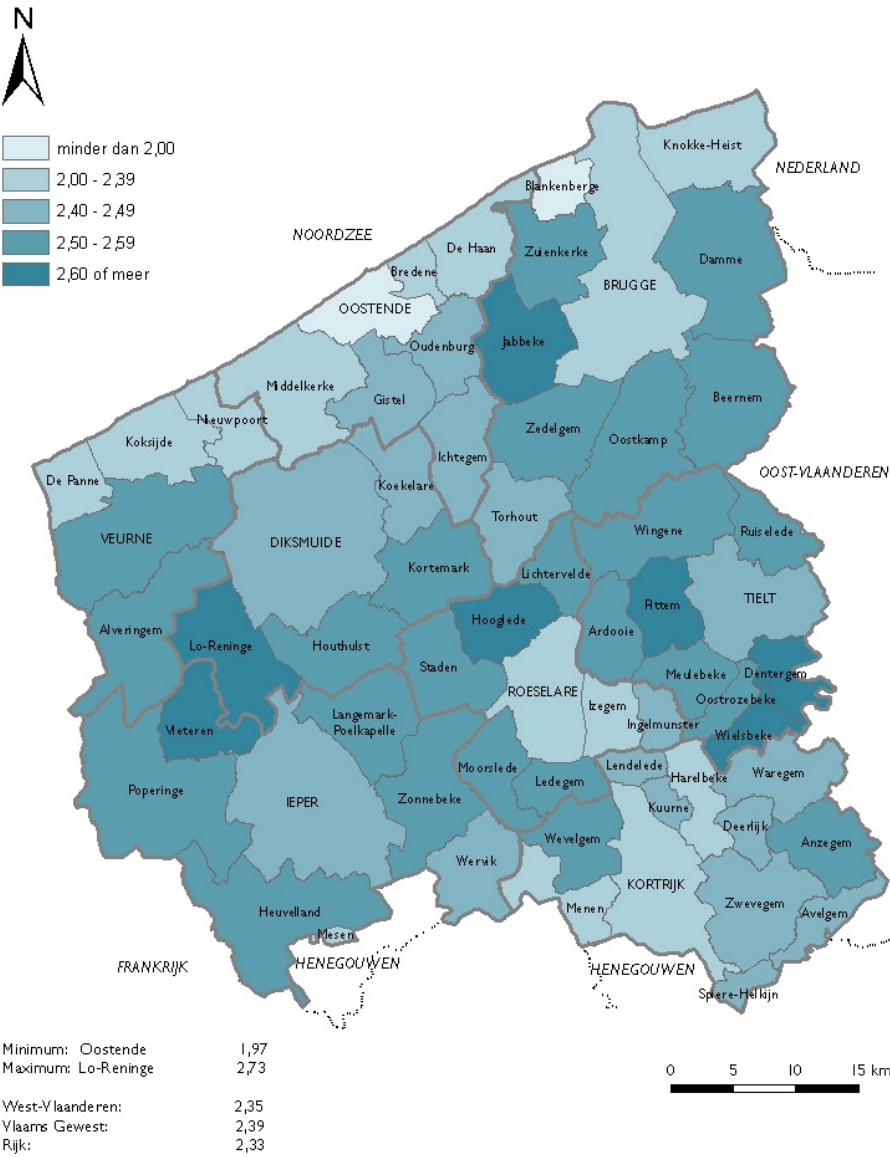 N
minder dan 2,00
2,00 - 2,39
2,40 - 2,49
2,50 - 2,59
2,60 of meer
Knokke-Heist
NEDERLAND
Blankenberge
NOORDZEE
De Haan
Zuienkerke
Damme
Bredene
BRUGGE
OOSTENDE
Oudenburg
Jabbeke
Middelkerke
Gistel
Beernem
Nieuwpoort
Koksijde
Zedelgem
Oostkamp
Ichtegem
OOST-VLAANDEREN
De Panne
Koekelare
Torhout
VEURNE
DIKSMUIDE
Wingene
Ruiselede
Kortemark
Lichtervelde
Pittem
TIELT
Alveringem
Hooglede
Ardooie
Lo-Reninge
Houthulst
Staden
Meulebeke
Dentergem
ROESELARE
Oostrozebeke
Izegem
Langemark-
Poelkapelle
Ingelmunster
Vleteren
Wielsbeke
Moorslede
Lendelede
Waregem
Ledegem
Harelbeke
Poperinge
IEPER
Zonnebeke
Kuurne
Deerlijk
Wevelgem
Anzegem
Wervik
KORTRIJK
Zwevegem
Heuvelland
Menen
Avelgem
Mesen
FRANKRIJK
HENEGOUWEN
HENEGOUWEN
Spiere-Helkijn
Minimum: Oostende 1,97
Maximum: Lo-Reninge 2,73
0 5 10 15 km
West-Vlaanderen: 2,35
Vlaams Gewest: 2,39
Rijk: 2,33